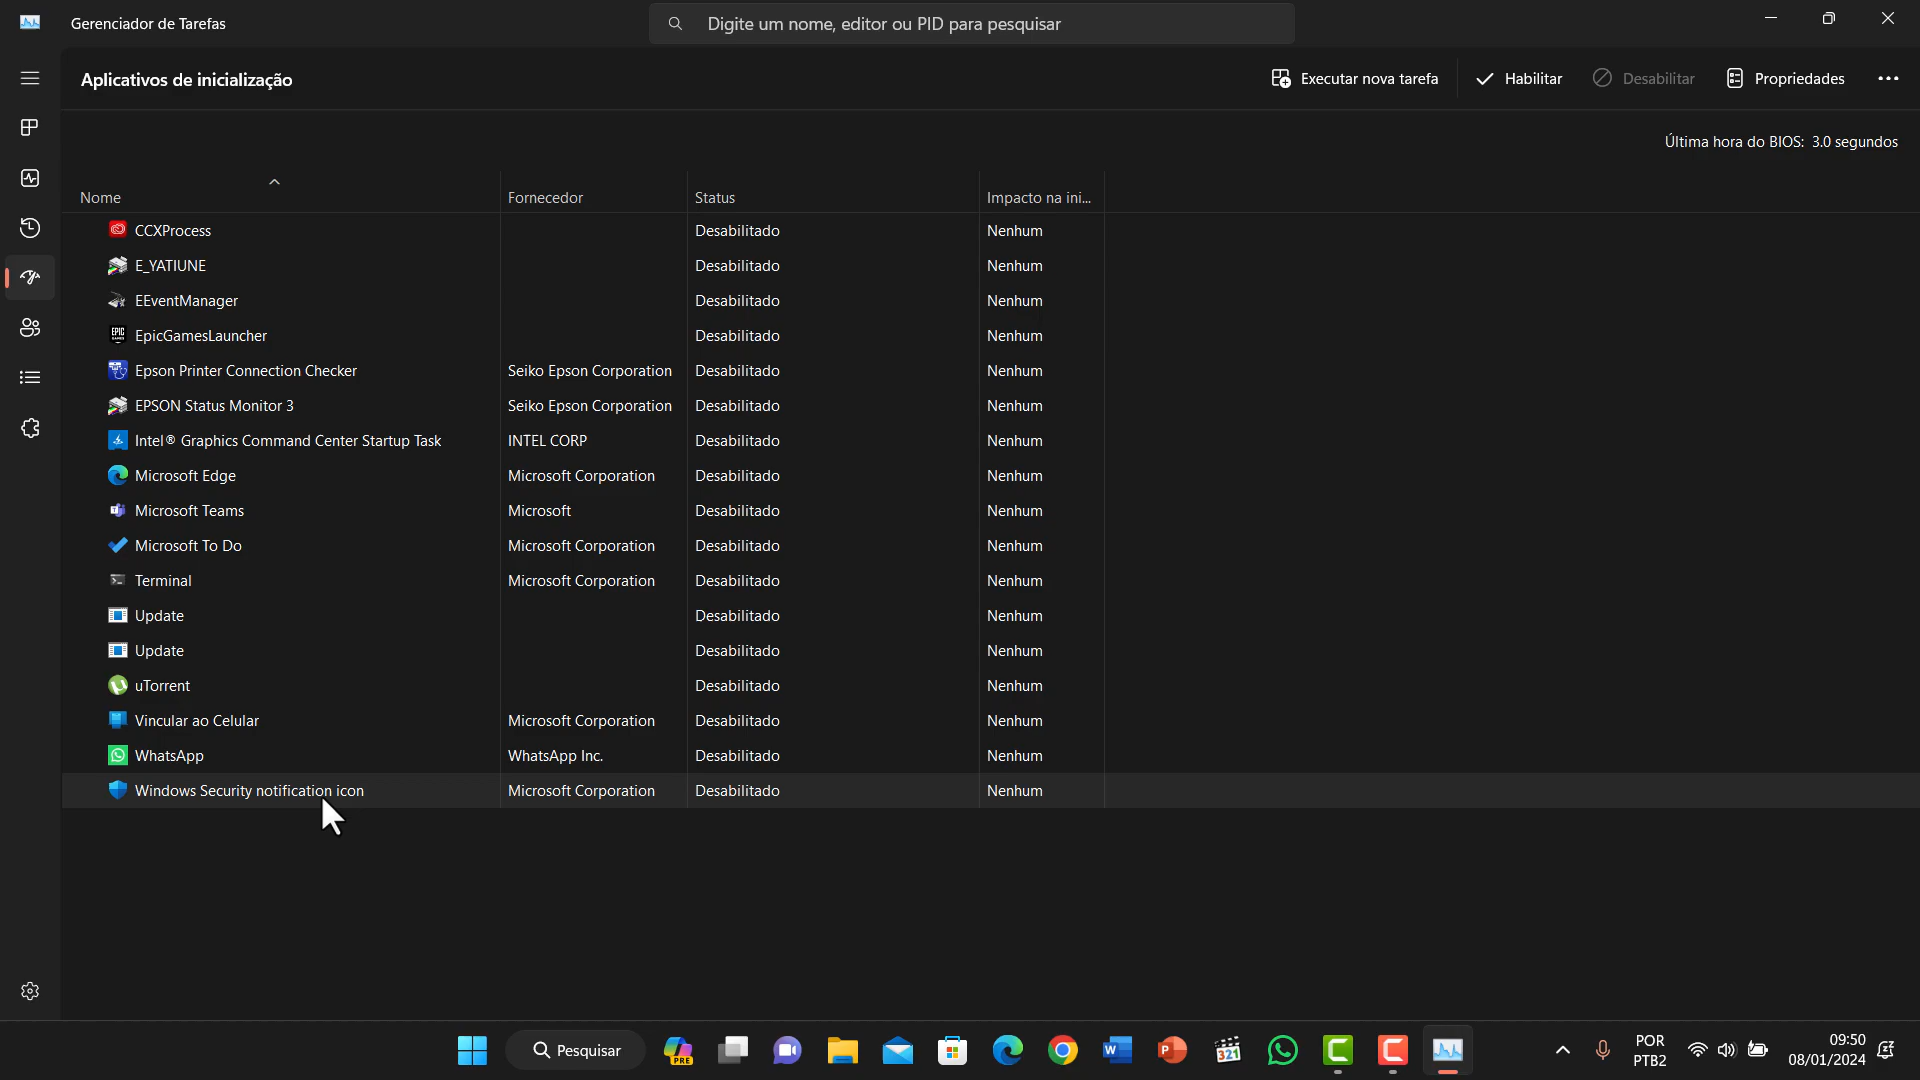 Gerenciador de Tarefas
Digite um nome, editor ou PID para pesquisar
Aplicativos de inicialização
Executar nova tarefa
Habilitar
Desabilitar
Propriedades
Última hora do BIOS: 3.0 segundos
Nome Fornecedor Status Impacto na ini...
CCXProcess Desabilitado Nenhum
E_YATIUNE Desabilitado Nenhum
EEventManager Desabilitado Nenhum
EpicGamesLauncher Desabilitado Nenhum
Epson Printer Connection Checker Seiko Epson Corporation Desabilitado Nenhum
EPSON Status Monitor 3 Seiko Epson Corporation Desabilitado Nenhum
Intel® Graphics Command Center Startup Task INTEL CORP Desabilitado Nenhum
Microsoft Edge Microsoft Corporation Desabilitado Nenhum
Microsoft Teams Microsoft Desabilitado Nenhum
Microsoft To Do Microsoft Corporation Desabilitado Nenhum
Terminal Microsoft Corporation Desabilitado Nenhum
Update Desabilitado Nenhum
Update Desabilitado Nenhum
uTorrent Desabilitado Nenhum
Vincular ao Celular Microsoft Corporation Desabilitado Nenhum
WhatsApp WhatsApp Inc. Desabilitado Nenhum
Windows Security notification icon Microsoft Corporation Desabilitado Nenhum
Pesquisar
PRE
321
POR
PTB2
09:50
08/01/2024